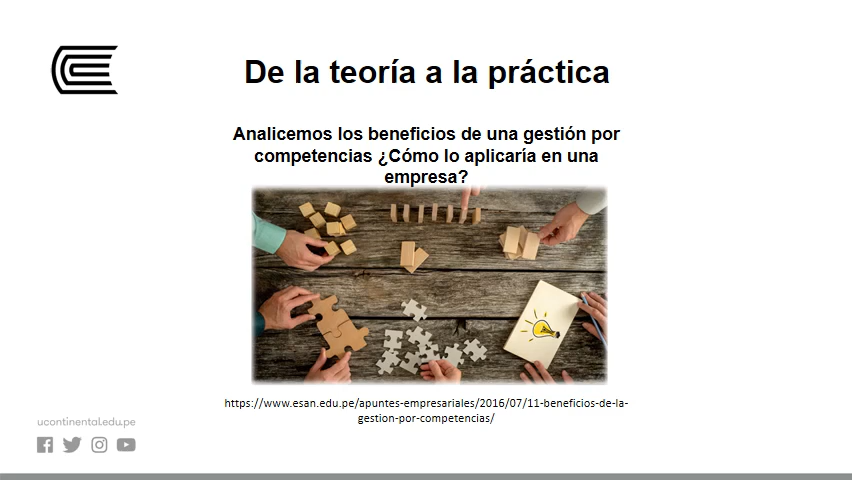 De la teoría a la práctica
Analicemos los beneficios de una gestión por
competencias ¿Cómo lo aplicaría en una
empresa?
https://www.esan.edu.pe/apuntes-empresariales/2016/07/11-beneficios-de-la-
gestion-por-competencias/
ucontinental.edu.pe